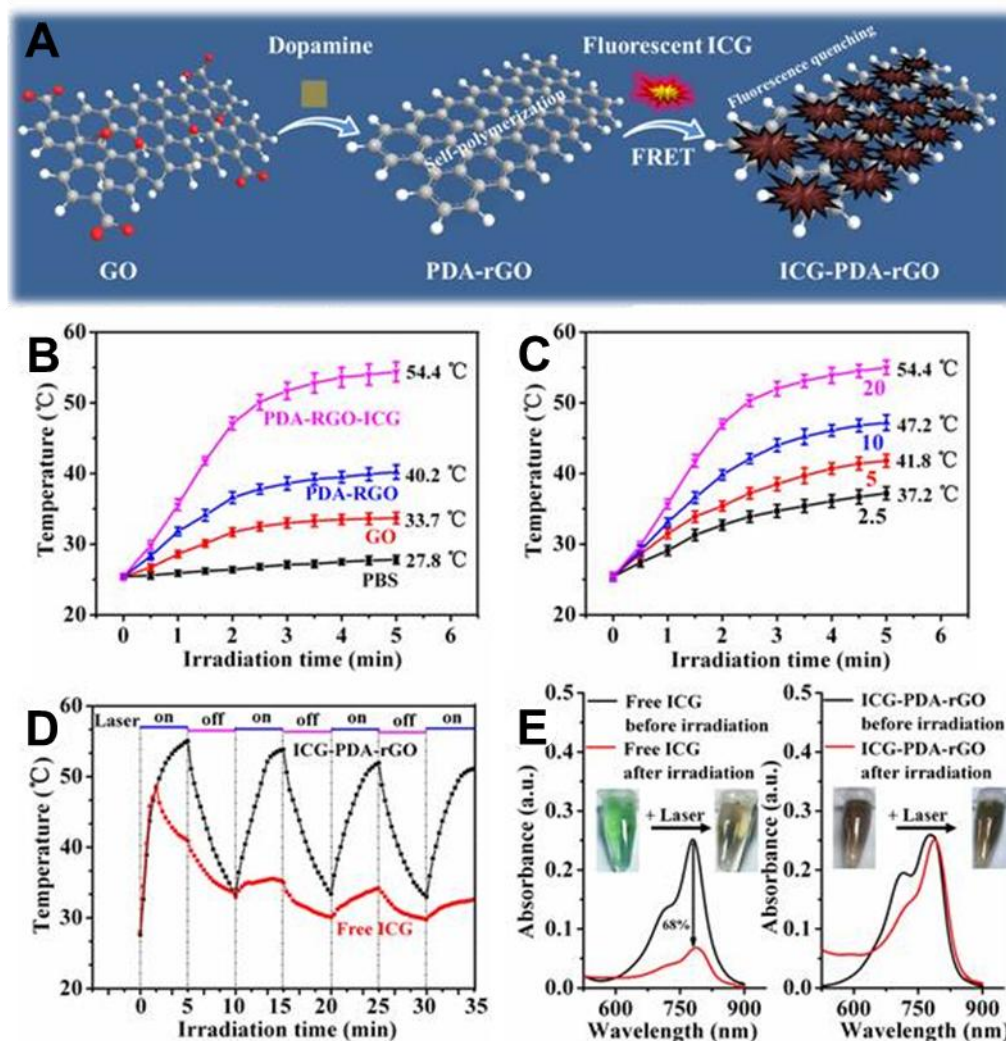 A
Dopamine
Fluorescent ICG
Fluorescence quenching
Self-polymerization
FRET
GO
PDA-rGO
ICG-PDA-rGO
B
60
50
40
30
20
Temperature (℃)
54.4 ℃
PDA-RGO-ICG
40.2 ℃
PDA-RGO
33.7 ℃
GO
27.8 ℃
PBS
0 1 2 3 4 5 6
Irradiation time (min)
C
60
50
40
30
20
Temperature (℃)
54.4 ℃
20
47.2 ℃
10
41.8 ℃
5
37.2 ℃
2.5
0 1 2 3 4 5 6
Irradiation time (min)
D
60
50
40
30
20
Temperature (℃)
Laser on off on off on off on
ICG-PDA-rGO
Free ICG
0 5 10 15 20 25 30 35
Irradiation time (min)
E
0.5
0.4
0.3
0.2
0.1
0.0
Absorbance (a.u.)
Free ICG
before irradiation
Free ICG
after irradiation
+ Laser
68%
600 750 900
Wavelength (nm)
0.5
0.4
0.3
0.2
0.1
0.0
Absorbance (a.u.)
ICG-PDA-rGO
before irradiation
ICG-PDA-rGO
after irradiation
+ Laser
600 750 900
Wavelength (nm)